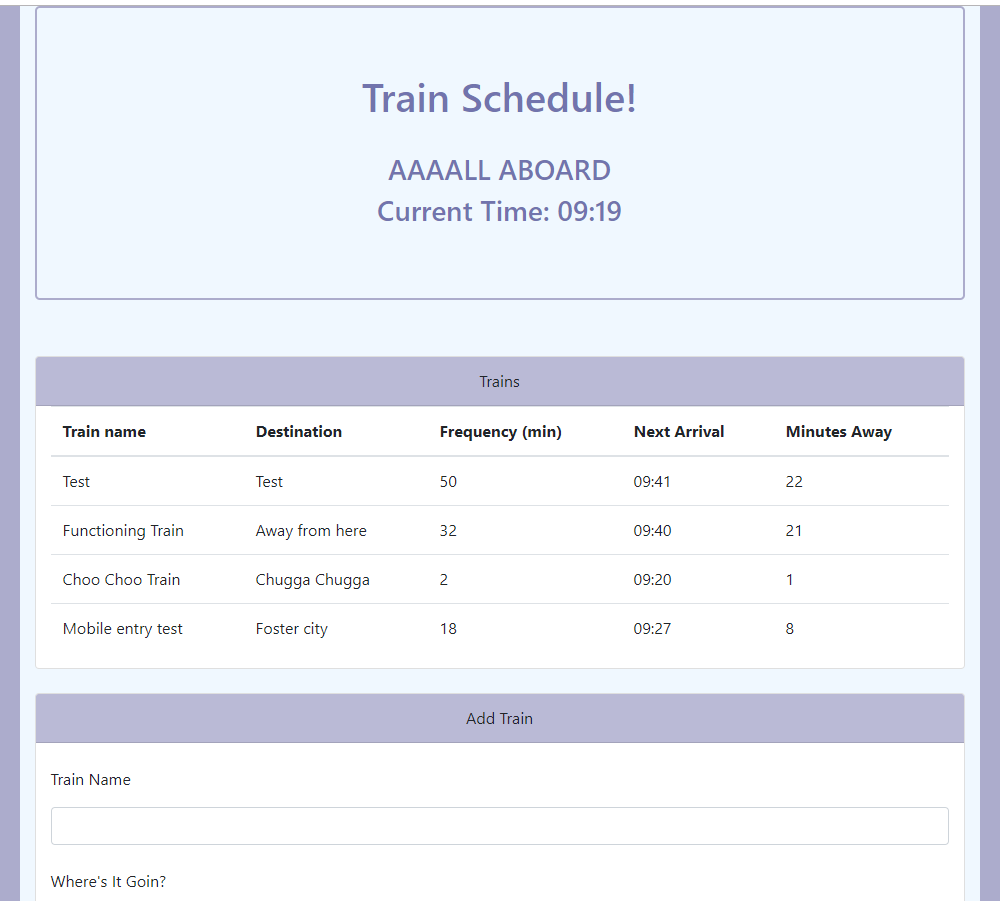 Train Schedule!
AAAALL ABOARD
Current Time: 09:19
Trains
Train name Destination Frequency (min) Next Arrival Minutes Away
Test Test 50 09:41 22
Functioning Train Away from here 32 09:40 21
Choo Choo Train Chugga Chugga 2 09:20 1
Mobile entry test Foster city 18 09:27 8
Add Train
Train Name
Where's It Goin?